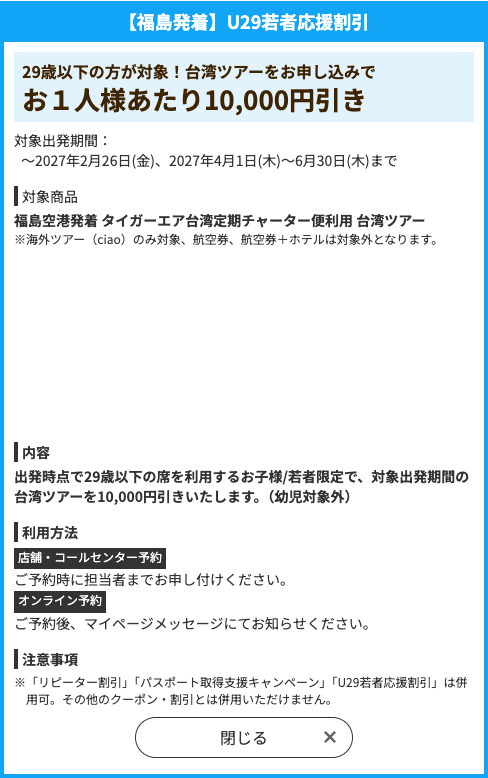 【福島発着】U29若者応援割引
29歳以下の方が対象！台湾ツアーをお申し込みで
お１人様あたり10,000円引き
対象出発期間：
～2027年2月26日(金)、2027年4月1日(木)～6月30日(木)まで
対象商品
福島空港発着 タイガーエア台湾定期チャーター便利用 台湾ツアー
※海外ツアー（ciao）のみ対象、航空券、航空券＋ホテルは対象外となります。
内容
出発時点で29歳以下の席を利用するお子様/若者限定で、対象出発期間の
台湾ツアーを10,000円引きいたします。（幼児対象外）
利用方法
店舗・コールセンター予約
ご予約時に担当者までお申し付けください。
オンライン予約
ご予約後、マイページメッセージにてお知らせください。
注意事項
※「リピーター割引」「パスポート取得支援キャンペーン」「U29若者応援割引」は併
用可。その他のクーポン・割引とは併用いただけません。
閉じる ×